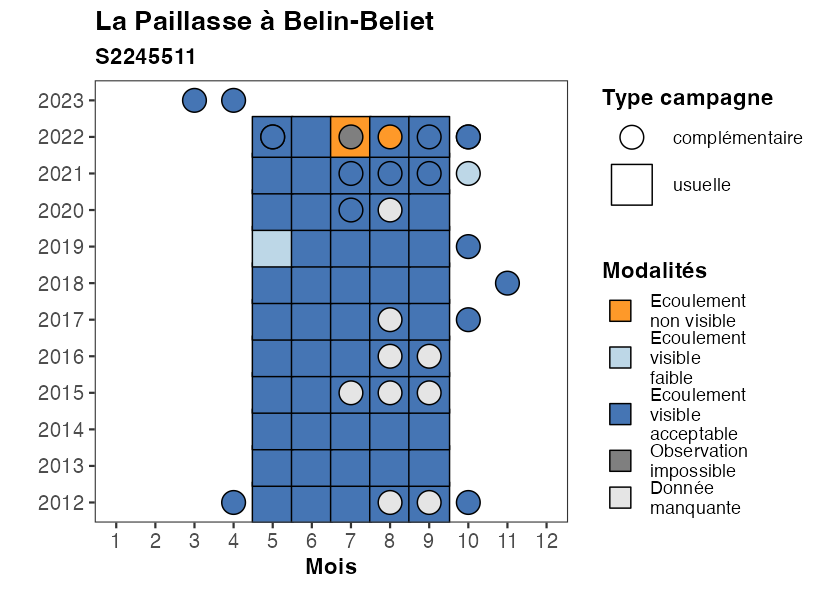 La Paillasse à Belin-Beliet
S2245511
2023
2022
2021
2020
2019
2018
2017
2016
2015
2014
2013
2012
1 2 3 4 5 6 7 8 9 10 11 12
Mois
Type campagne
complémentaire
usuelle
Modalités
Ecoulement
non visible
Ecoulement
visible
faible
Ecoulement
visible
acceptable
Observation
impossible
Donnée
manquante